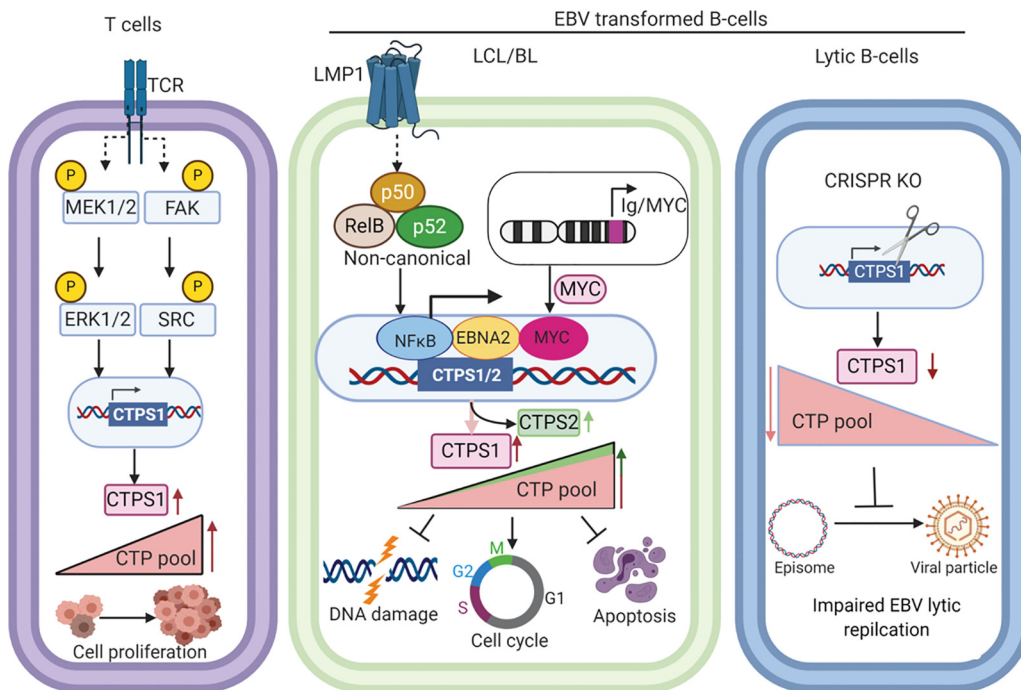 T cells
TCR
P
P
MEK1/2
FAK
P
P
ERK1/2
SRC
CTPS1
CTPS1
CTP pool
Cell proliferation
EBV transformed B-cells
LCL/BL
LMP1
p50
RelB
p52
Non-canonical
Ig/MYC
MYC
NFκB
EBNA2
MYC
CTPS1/2
CTPS2
CTPS1
CTP pool
DNA damage
M
G2
S
G1
Cell cycle
Apoptosis
Lytic B-cells
CRISPR KO
CTPS1
CTPS1
CTP pool
Episome
Viral particle
Impaired EBV lytic
repilcation